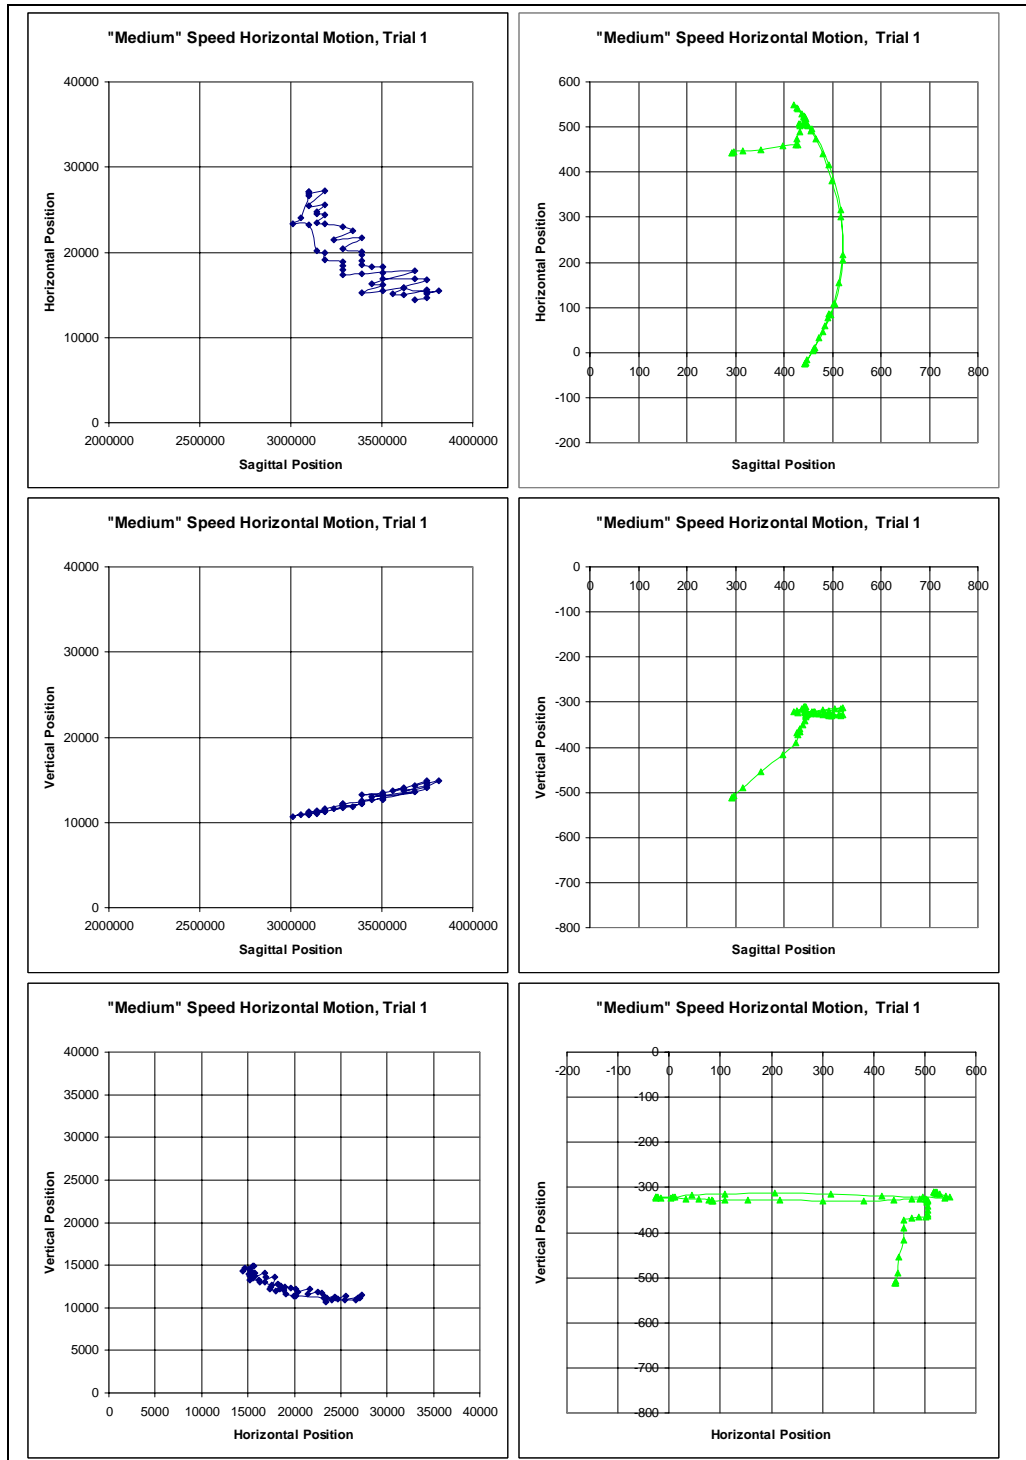 "Medium" Speed Horizontal Motion, Trial 1
40000
30000
20000
10000
0
2000000 2500000 3000000 3500000 4000000
Horizontal Position
Sagittal Position
"Medium" Speed Horizontal Motion,  Trial 1
600
500
400
300
200
100
0
-100
-200
0 100 200 300 400 500 600 700 800
Horizontal Position
Sagittal Position
"Medium" Speed Horizontal Motion, Trial 1
40000
30000
20000
10000
0
2000000 2500000 3000000 3500000 4000000
Vertical Position
Sagittal Position
"Medium" Speed Horizontal Motion,  Trial 1
0
-100
-200
-300
-400
-500
-600
-700
-800
0 100 200 300 400 500 600 700 800
Vertical Position
Sagittal Position
"Medium" Speed Horizontal Motion, Trial 1
40000
35000
30000
25000
20000
15000
10000
5000
0
0 5000 10000 15000 20000 25000 30000 35000 40000
Vertical Position
Horizontal Position
"Medium" Speed Horizontal Motion,  Trial 1
0
-100
-200
-300
-400
-500
-600
-700
-800
-200 -100 0 100 200 300 400 500 600
Vertical Position
Horizontal Position